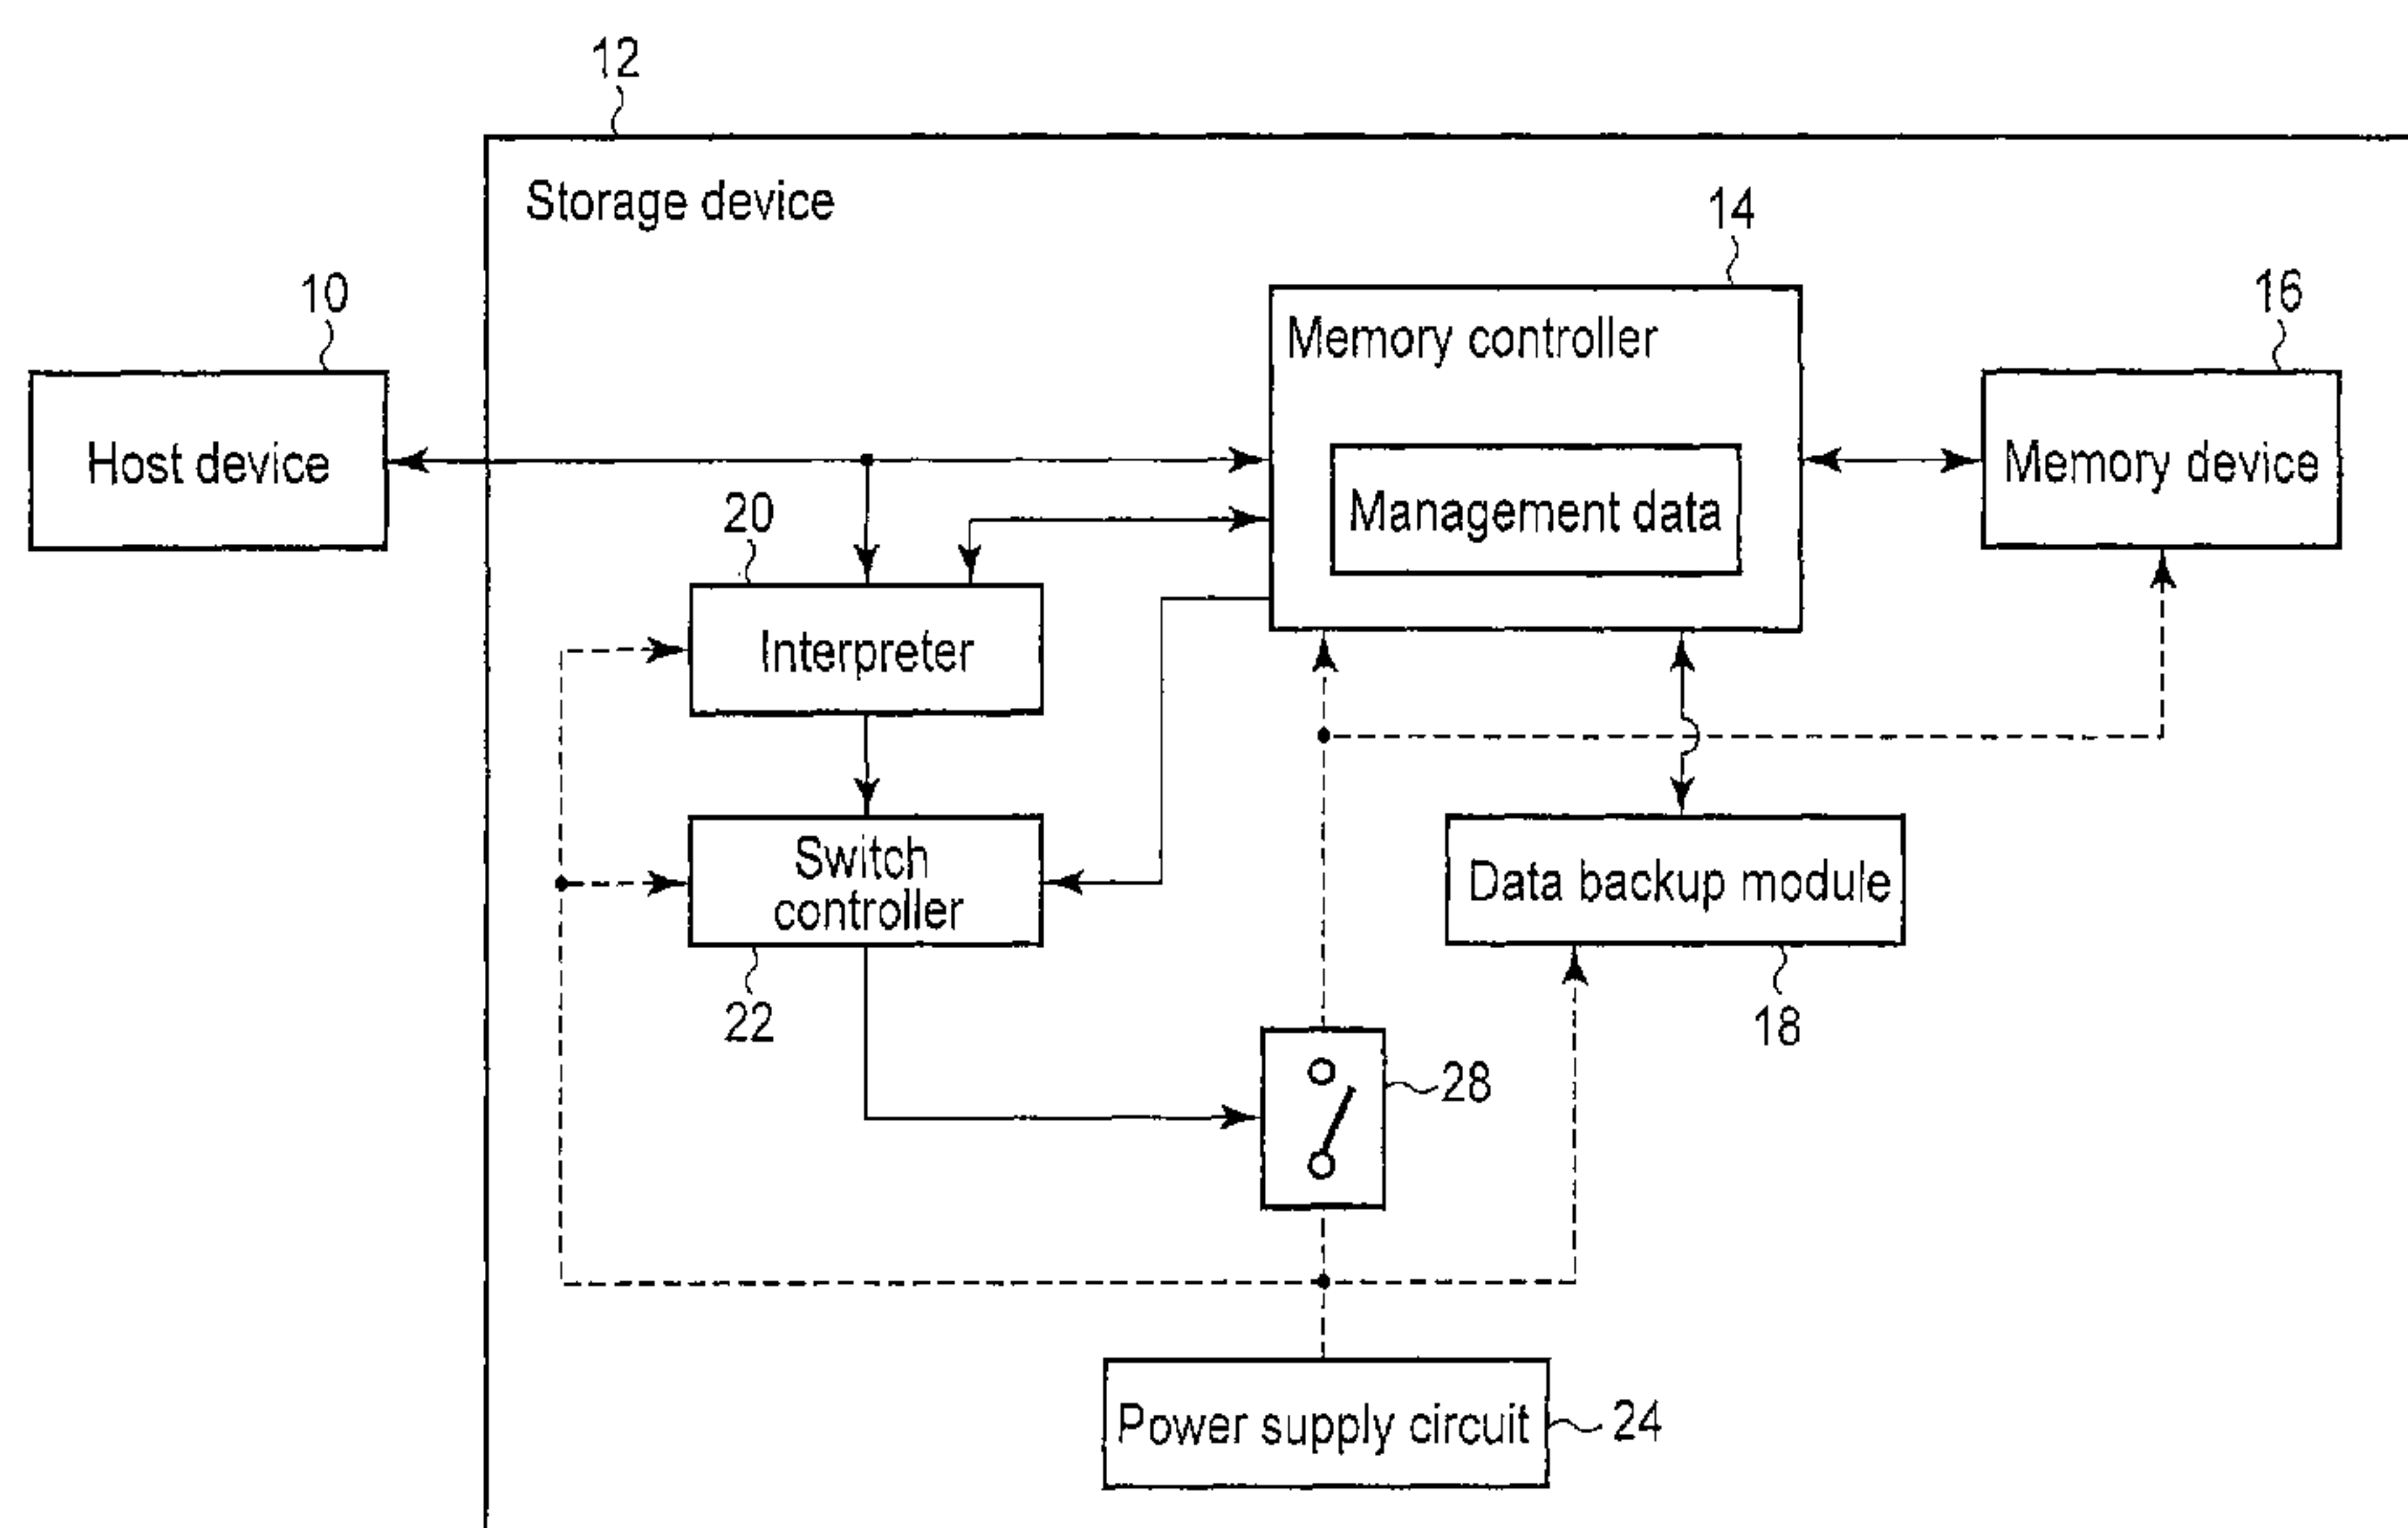 12
Storage device
14
10
16
Memory controller
Host device
Memory device
Management data
20
Interpreter
Switch
controller
Data backup module
22
18
28
Power supply circuit
24